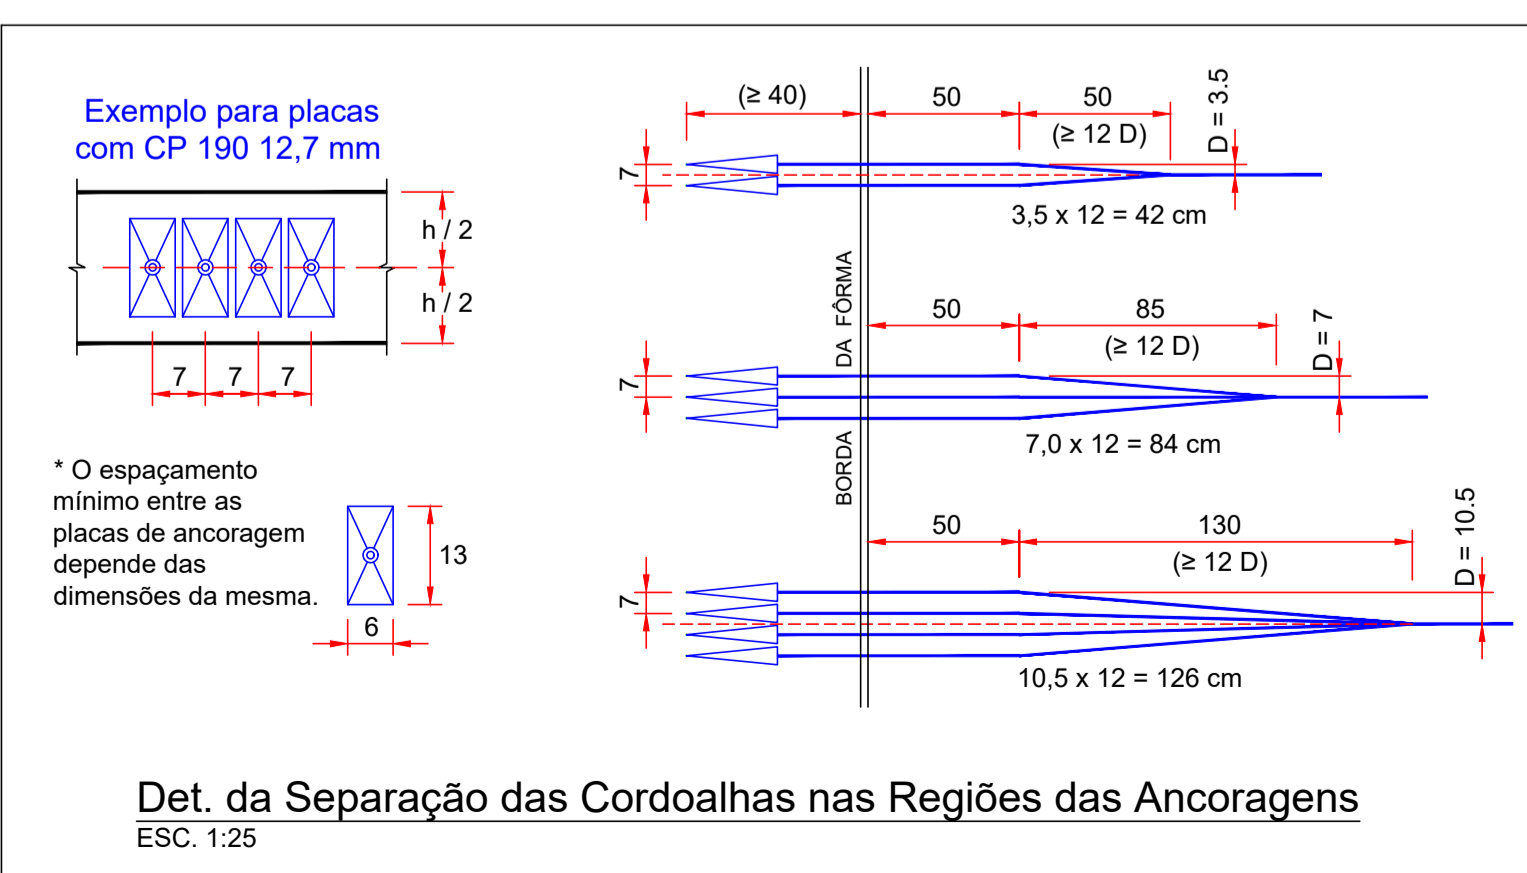 Exemplo para placas
com CP 190 12,7 mm
h / 2
h / 2
7 7 7
* O espaçamento
mínimo entre as
placas de ancoragem
depende das
dimensões da mesma.
13
6
(≥ 40) 50 50
(≥ 12 D)
D = 3.5
7
3,5 x 12 = 42 cm
BORDA DA FÔRMA
50 85
(≥ 12 D)
D = 7
7
7,0 x 12 = 84 cm
50 130
(≥ 12 D)
D = 10.5
7
10,5 x 12 = 126 cm
Det. da Separação das Cordoalhas nas Regiões das Ancoragens
ESC. 1:25